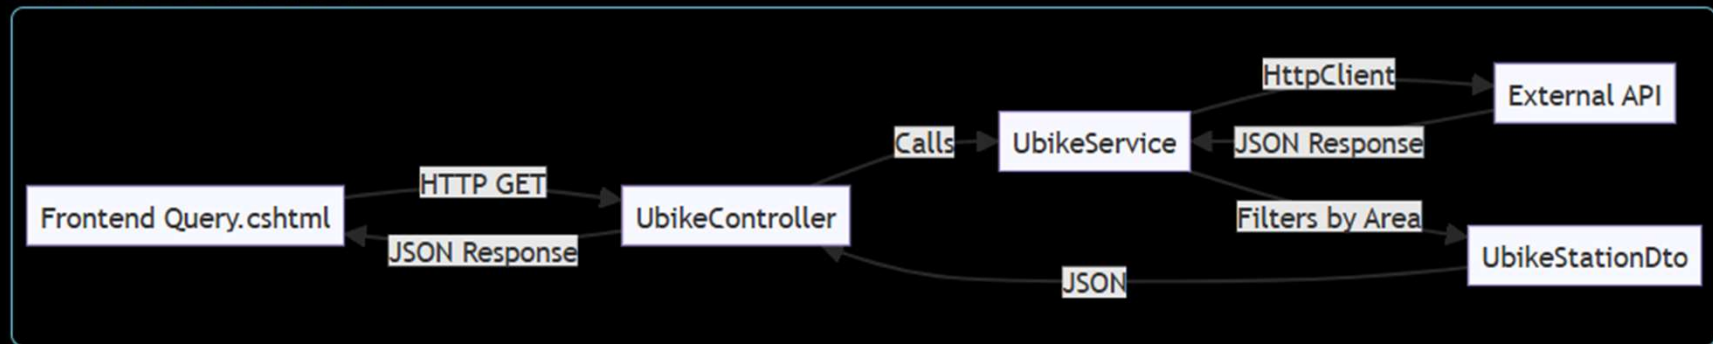 HttpClient
External API
Calls
UbikeService
JSON Response
HTTP GET
Frontend Query.cshtml
UbikeController
Filters by Area
JSON Response
UbikeStationDto
JSON